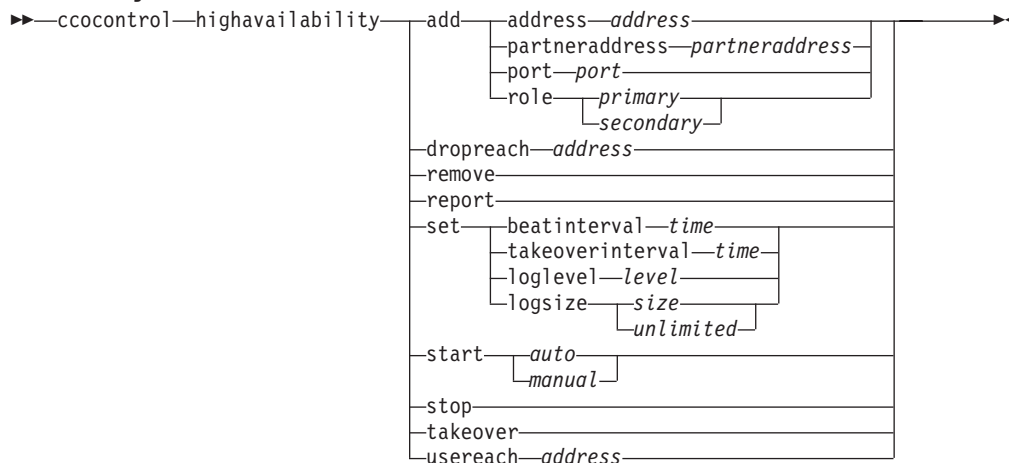 ccocontrol highavailability add address address
partneraddress partneraddress
port port
role primary
secondary
dropreach address
remove
report
set beatinterval time
takeoverinterval time
loglevel level
logsize size
unlimited
start auto
manual
stop
takeover
usereach address